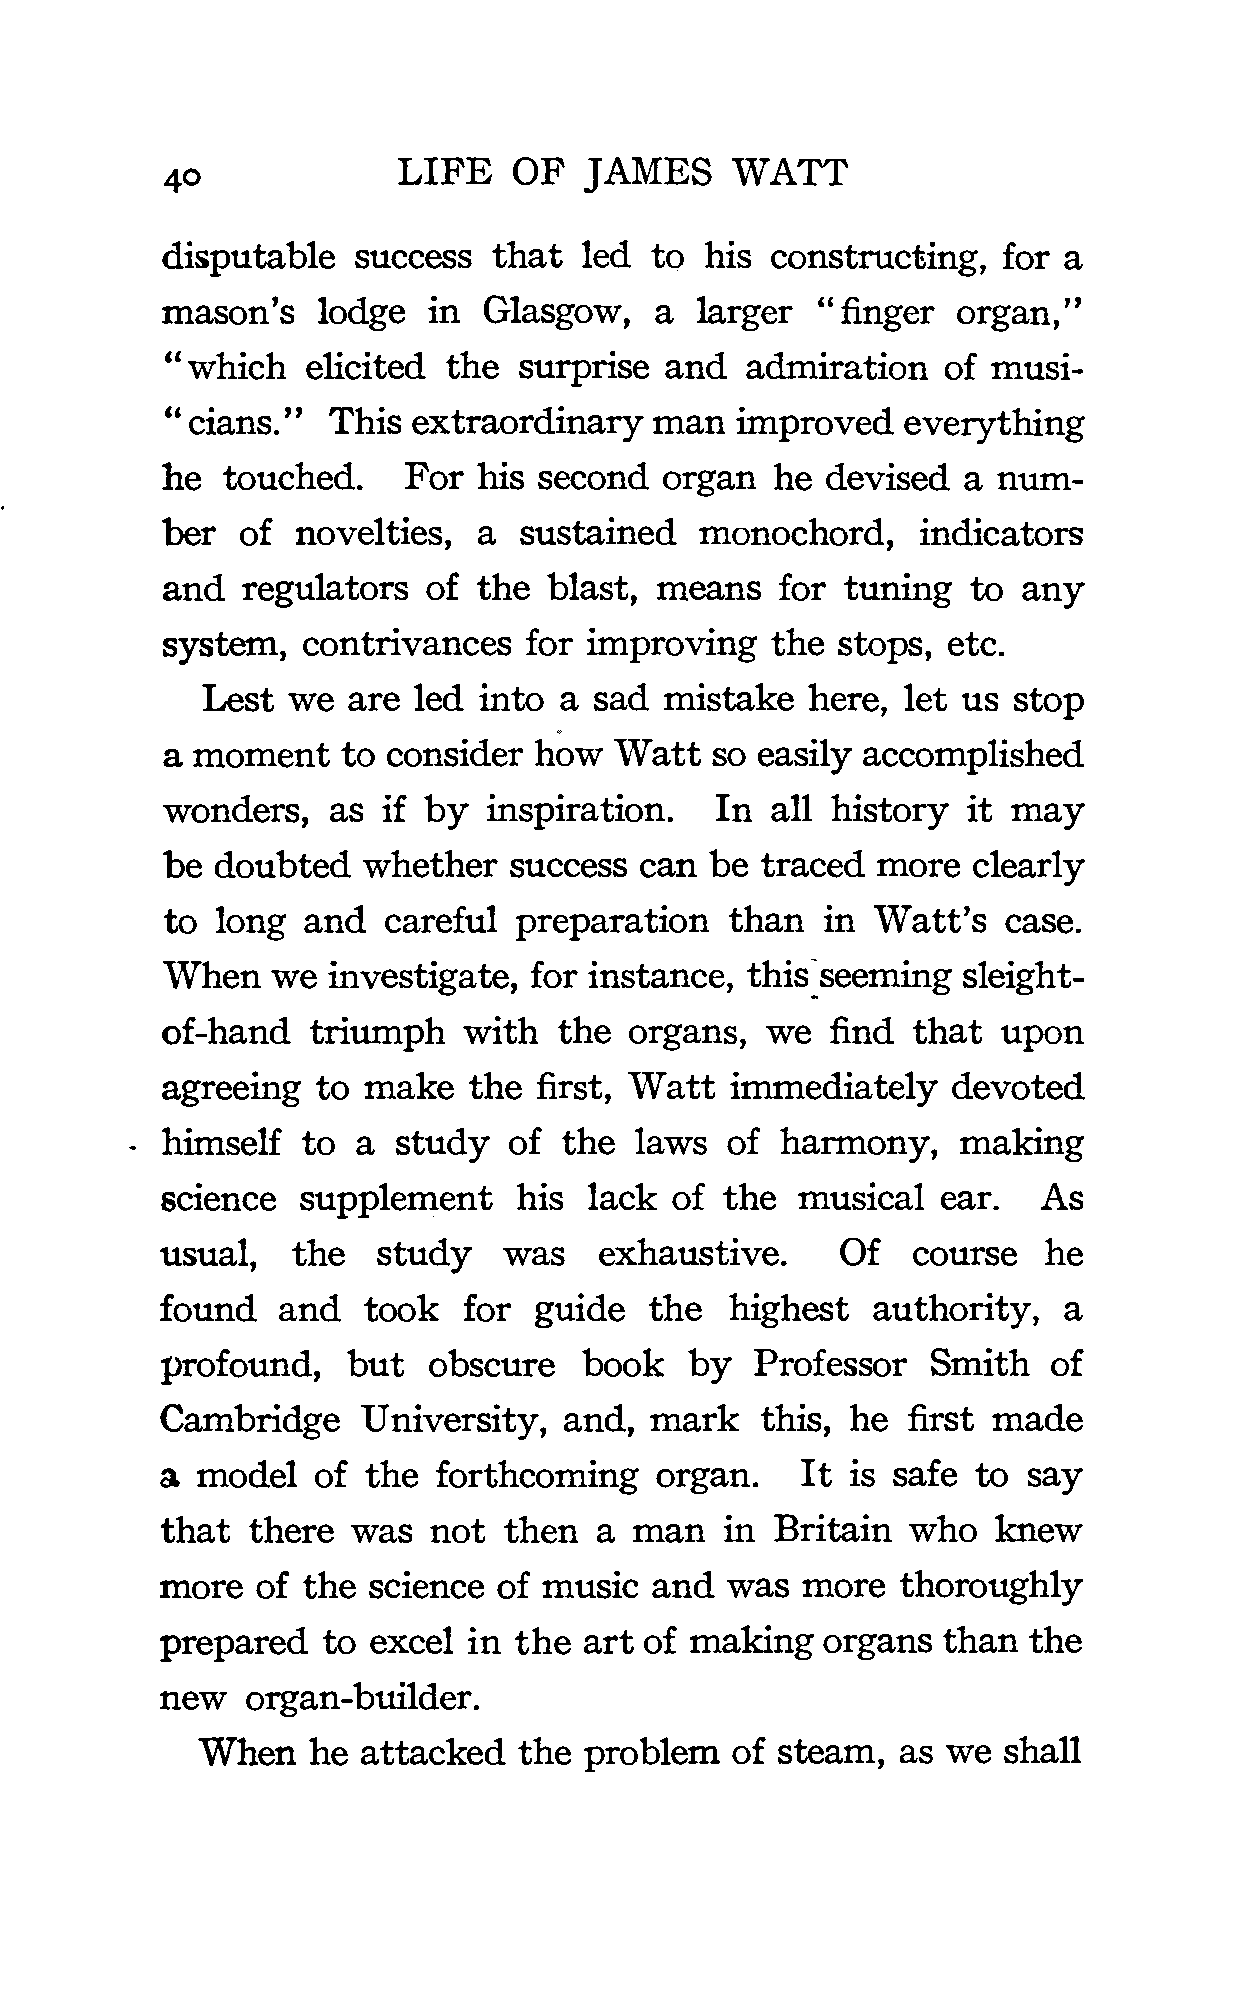 40 LIFE OF JAMES WATT
disputable success that led to his constructing, for a
mason's lodge in Glasgow, a larger "finger organ,"
"which elicited the surprise and admiration of musi-
"cians." This extraordinary man improved everything
he touched. For his second organ he devised a num-
ber of novelties, a sustained monochord, indicators
and regulators of the blast, means for tuning to any
system, contrivances for improving the stops, etc.
Lest we are led into a sad mistake here, let us stop
a moment to consider how Watt so easily accomplished
wonders, as if by inspiration. In all history it may
be doubted whether success can be traced more clearly
to long and careful preparation than in Watt's case.
When we investigate, for instance, this seeming sleight-
of-hand triumph with the organs, we find that upon
agreeing to make the first, Watt immediately devoted
himself to a study of the laws of harmony, making
science supplement his lack of the musical ear. As
usual, the study was exhaustive. Of course he
found and took for guide the highest authority, a
profound, but obscure book by Professor Smith of
Cambridge University, and, mark this, he first made
a model of the forthcoming organ. It is safe to say
that there was not then a man in Britain who knew
more of the science of music and was more thoroughly
prepared to excel in the art of making organs than the
new organ-builder.
When he attacked the problem of steam, as we shall